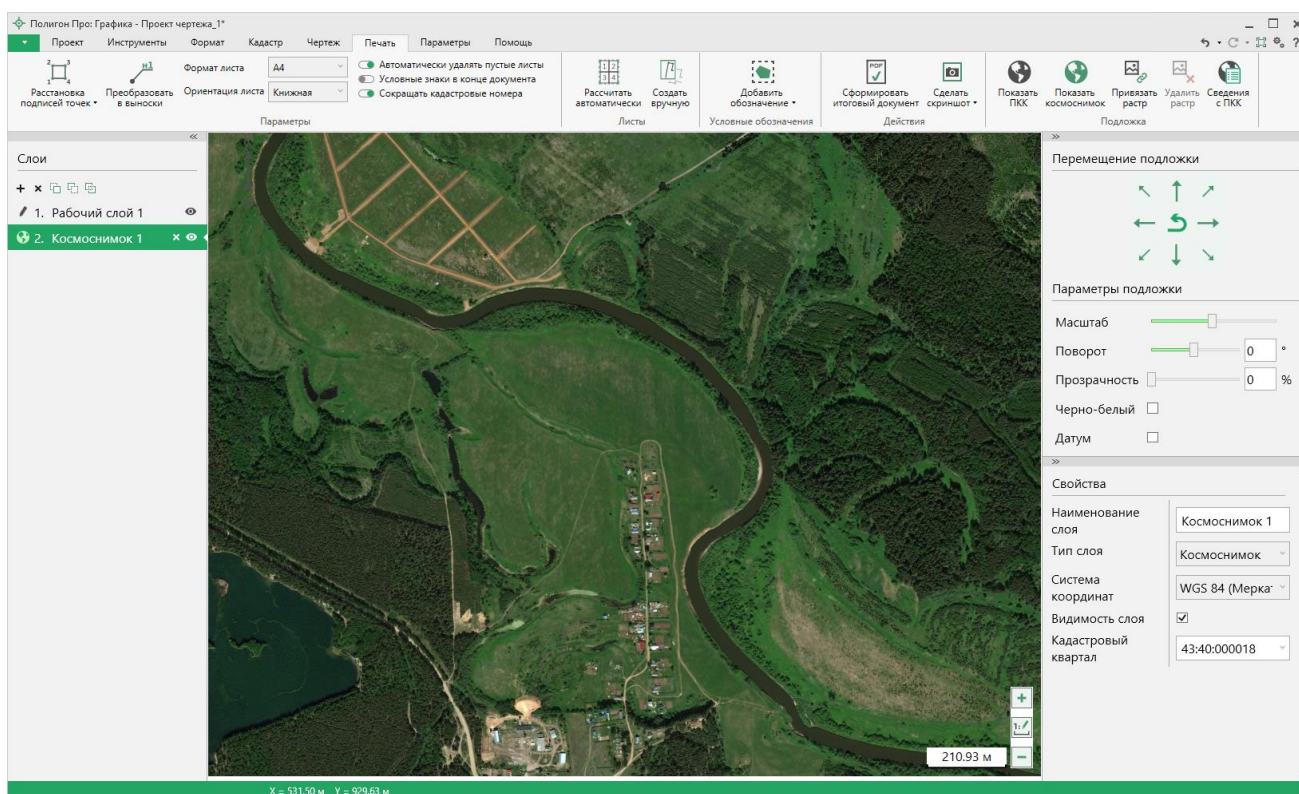 Полигон Про: Графика - Проект чертежа_1*
Проект Инструменты Формат Кадастр Чертеж Печать Параметры Помощь
Расстановка подписей точек
Преобразовать в выноски
Формат листа A4
Ориентация листа Книжная
Автоматически удалять пустые листы
Условные знаки в конце документа
Сокращать кадастровые номера
Параметры
Рассчитать автоматически
Создать вручную
Листы
Добавить обозначение
Условные обозначения
PDF
Сформировать итоговый документ
Сделать скриншот
Действия
Показать ПКК
Показать космоснимок
Привязать растр
Удалить растр
Сведения с ПКК
Подложка
Слои
1. Рабочий слой 1
2. Космоснимок 1
Перемещение подложки
Параметры подложки
Масштаб
Поворот 0 °
Прозрачность 0 %
Черно-белый
Датум
Свойства
Наименование слоя Космоснимок 1
Тип слоя Космоснимок
Система координат WGS 84 (Мерка
Видимость слоя
Кадастровый квартал 43:40:000018
1:
210.93 м
X = 531.50 м Y = 929.63 м